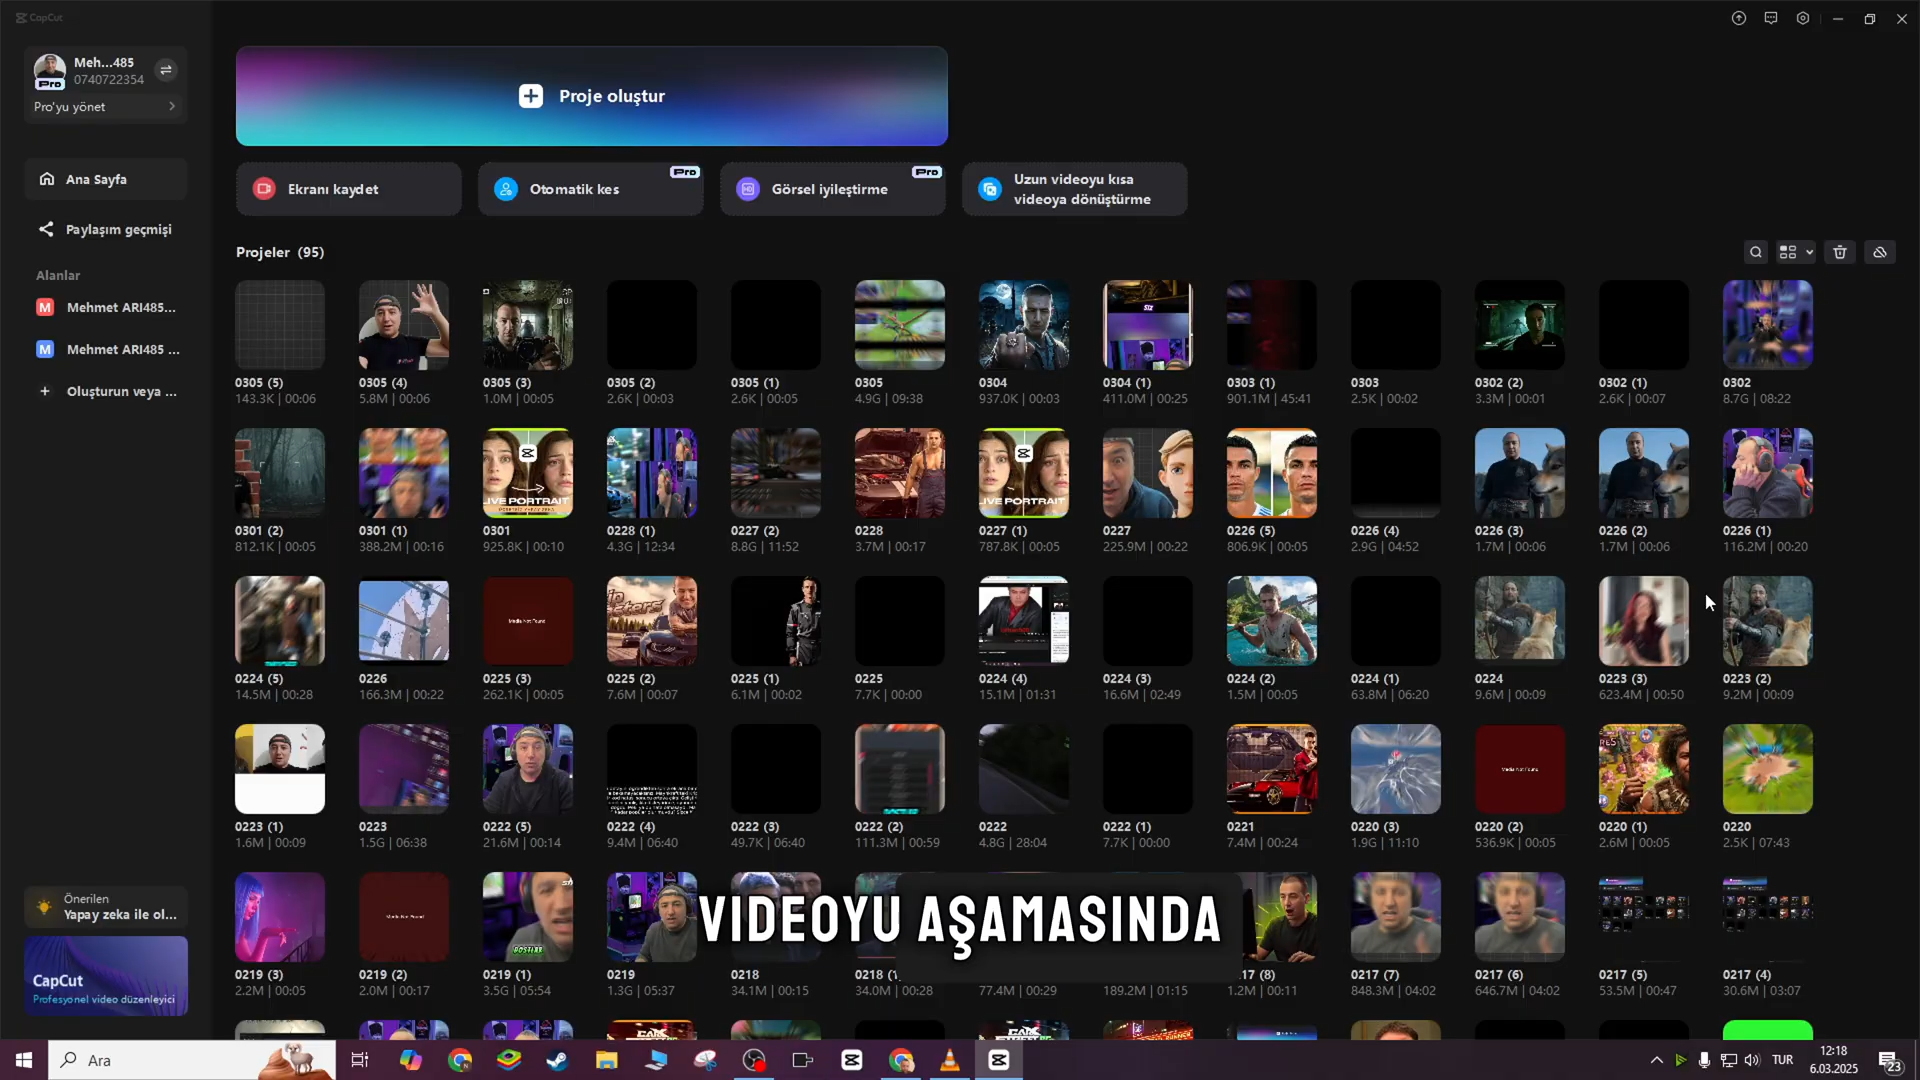 CapCut
Meh...485
0740722354
Pro
Pro'yu yönet
Ana Sayfa
Paylaşım geçmişi
Alanlar
M Mehmet ARI485...
M Mehmet ARI485 ...
Oluşturun veya ...
Önerilen
Yapay zeka ile ol...
CapCut
Profesyonel video düzenleyici
Proje oluştur
Ekranı kaydet
Otomatik kes
Pro
Görsel iyileştirme
Pro
Uzun videoyu kısa
videoya dönüştürme
Projeler (95)
0305 (5) 0305 (4) 0305 (3) 0305 (2) 0305 (1) 0305 0304 0304 (1) 0303 (1) 0303 0302 (2) 0302 (1) 0302
143.3K | 00:06 5.8M | 00:06 1.0M | 00:05 2.6K | 00:03 2.6K | 00:05 4.9G | 09:38 937.0K | 00:03 411.0M | 00:25 901.1M | 45:41 2.5K | 00:02 3.3M | 00:01 2.6K | 00:07 8.7G | 08:22
LIVE PORTRAIT LIVE PORTRAIT
0301 (2) 0301 (1) 0301 0228 (1) 0227 (2) 0228 0227 (1) 0227 0226 (5) 0226 (4) 0226 (3) 0226 (2) 0226 (1)
812.1K | 00:05 388.2M | 00:16 925.8K | 00:10 4.3G | 12:34 8.8G | 11:52 3.7M | 00:17 787.8K | 00:05 225.9M | 00:22 806.9K | 00:05 2.9G | 04:52 1.7M | 00:06 1.7M | 00:06 116.2M | 00:20
Media Not Found
0224 (5) 0226 0225 (3) 0225 (2) 0225 (1) 0225 0224 (4) 0224 (3) 0224 (2) 0224 (1) 0224 0223 (3) 0223 (2)
14.5M | 00:28 166.3M | 00:22 262.1K | 00:05 7.6M | 00:07 6.1M | 00:02 7.7K | 00:00 15.1M | 01:31 16.6M | 02:49 1.5M | 00:05 63.8M | 06:20 9.6M | 00:09 623.4M | 00:50 9.2M | 00:09
Media Not Found
0223 (1) 0223 0222 (5) 0222 (4) 0222 (3) 0222 (2) 0222 0222 (1) 0221 0220 (3) 0220 (2) 0220 (1) 0220
1.6M | 00:09 1.5G | 06:38 21.6M | 00:14 9.4M | 06:40 49.7K | 06:40 111.3M | 00:59 4.8G | 28:04 7.7K | 00:00 7.4M | 00:24 1.9G | 11:10 536.9K | 00:05 2.6M | 00:05 2.5K | 07:43
Media Not Found
VIDEOYU AŞAMASINDA
0219 (3) 0219 (2) 0219 (1) 0219 0218 0218 (1 17 (8) 0217 (7) 0217 (6) 0217 (5) 0217 (4)
2.2M | 00:05 2.0M | 00:17 3.5G | 05:54 1.3G | 05:37 34.1M | 00:15 34.0M | 00:28 77.4M | 00:29 189.2M | 01:15 1.2M | 00:11 848.3M | 04:02 646.7M | 04:02 53.5M | 00:47 30.6M | 03:07
Ara
TUR
12:18
6.03.2025
23